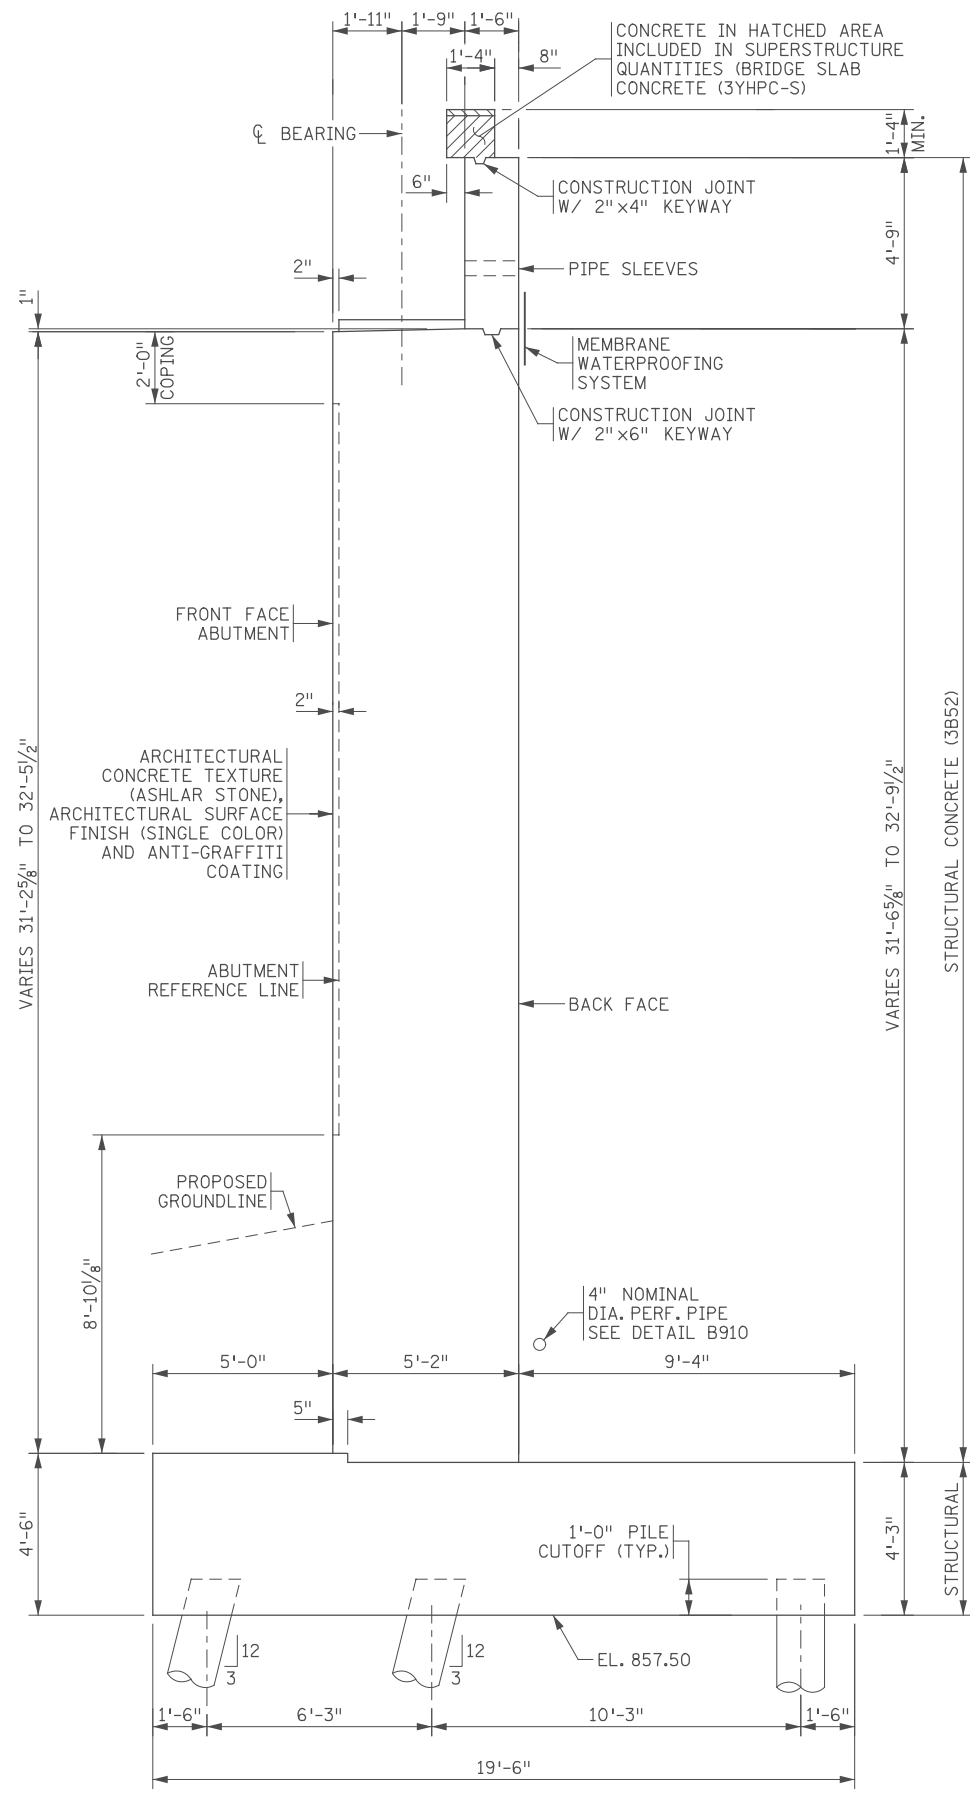 1'-11"
1'-9"
1'-6"
1'-4"
8"
CONCRETE IN HATCHED AREA
INCLUDED IN SUPERSTRUCTURE
QUANTITIES (BRIDGE SLAB
CONCRETE (3YHPC-S)
℄ BEARING
1'-4"
MIN.
6"
CONSTRUCTION JOINT
W/ 2"x4" KEYWAY
4'-9"
2"
PIPE SLEEVES
1"
2'-0"
COPING
MEMBRANE
WATERPROOFING
SYSTEM
CONSTRUCTION JOINT
W/ 2"x6" KEYWAY
FRONT FACE
ABUTMENT
2"
ARCHITECTURAL
CONCRETE TEXTURE
(ASHLAR STONE),
ARCHITECTURAL SURFACE
FINISH (SINGLE COLOR)
AND ANTI-GRAFFITI
COATING
VARIES 31'-2⅝" TO 32'-5½"
VARIES 31'-6⅝" TO 32'-9½"
STRUCTURAL CONCRETE (3B52)
ABUTMENT
REFERENCE LINE
BACK FACE
PROPOSED
GROUNDLINE
8'-10⅛"
4" NOMINAL
DIA. PERF. PIPE
SEE DETAIL B910
5'-0"
5'-2"
9'-4"
5"
4'-6"
1'-0" PILE
CUTOFF (TYP.)
4'-3"
STRUCTURAL
12
3
12
3
EL. 857.50
1'-6"
6'-3"
10'-3"
1'-6"
19'-6"